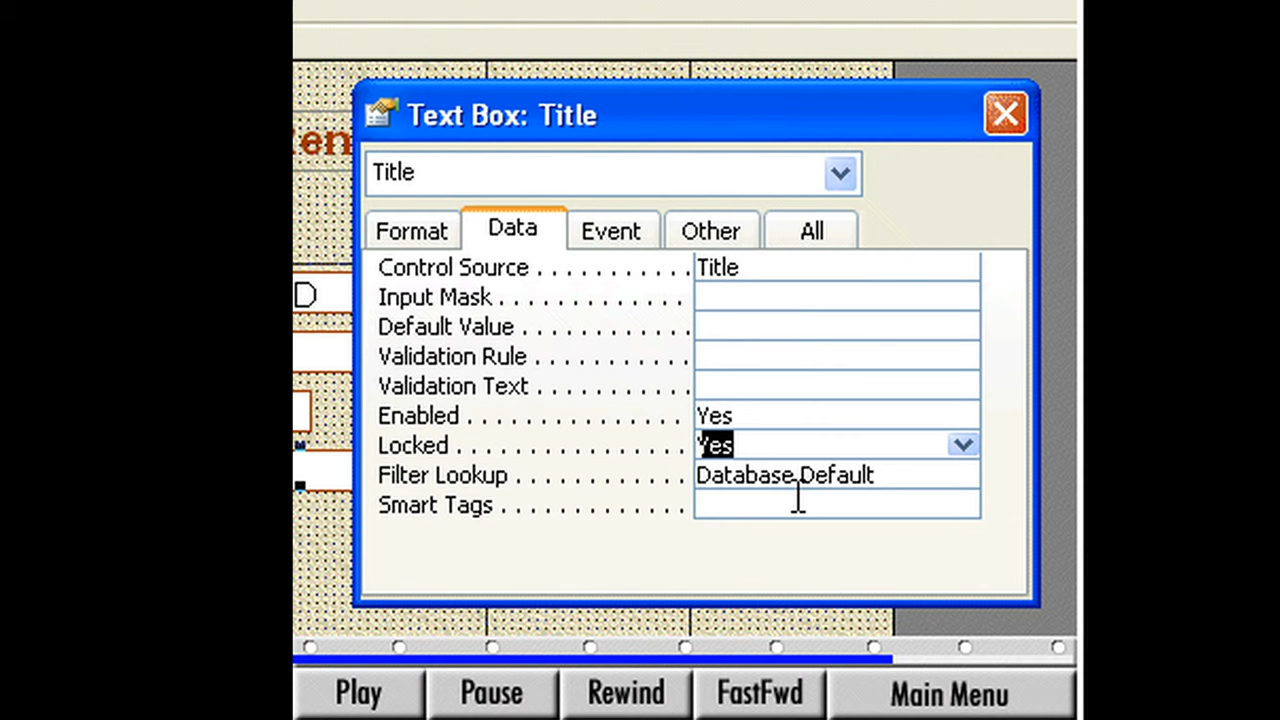 Text Box: Title
en
Title
Format Data Event Other All
Control Source . . . . . . . . . . . Title
Input Mask . . . . . . . . . . . . .
Default Value . . . . . . . . . . . .
Validation Rule . . . . . . . . . . .
Validation Text . . . . . . . . . . .
Enabled . . . . . . . . . . . . . . . Yes
Locked . . . . . . . . . . . . . . . . Yes
Filter Lookup . . . . . . . . . . . . Database Default
Smart Tags . . . . . . . . . . . . .
D
Play Pause Rewind FastFwd Main Menu